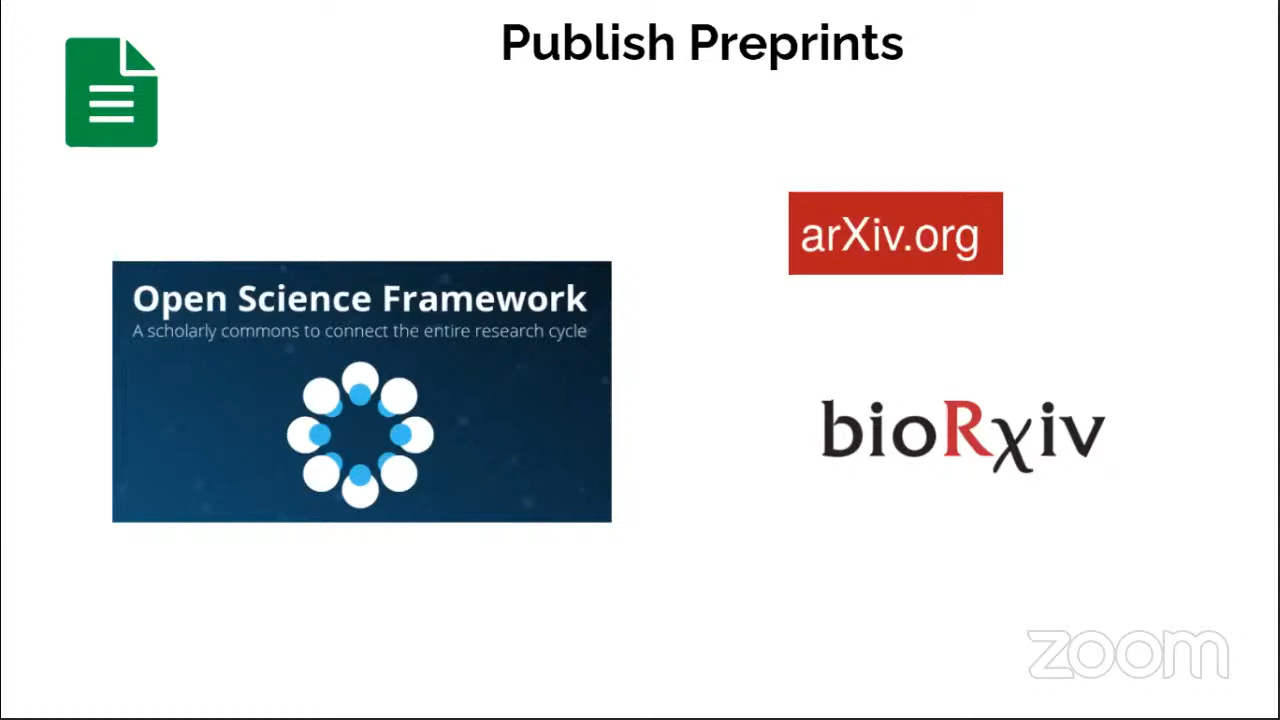 Publish Preprints
arXiv.org
Open Science Framework
A scholarly commons to connect the entire research cycle
bioRχiv
zoom